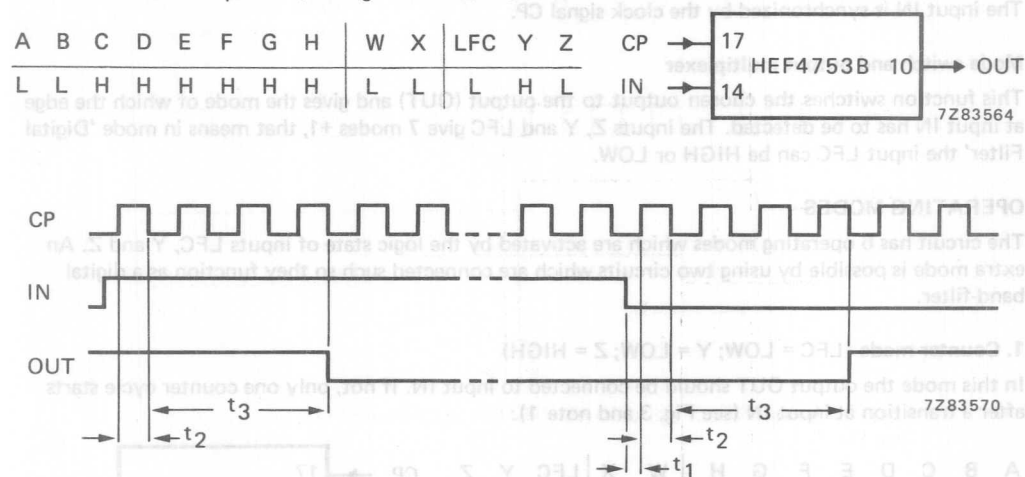 A B C D E F G H W X LFC Y Z
L L H H H H H H L L L H L
CP 17
HEF4753B 10 OUT
IN 14
7Z83564
CP
IN
OUT
t3 t3 7Z83570
t2 t2
t1
The input IN is synchronized by the clock signal CP.
This function switches the chosen output to the output (OUT) and gives the mode of which the edge
at input IN has to be detected. The inputs Z, Y and LFC give 7 modes +1, that means in mode 'Digital
Filter' the input LFC can be HIGH or LOW.
OPERATING MODES
The circuit has 6 operating modes which are activated by the logic state of inputs LFC, Y and Z. An
extra mode is possible by using two circuits which are connected such so they function as a digital
band-filter.
1. Counter mode (LFC = LOW; Y = LOW; Z = HIGH)
In this mode the output OUT should be connected to input IN. If not, only one counter cycle starts
after a transition at input IN (see Fig. 3 and note 1):
A B C D E F G H LFC Y Z CP 17